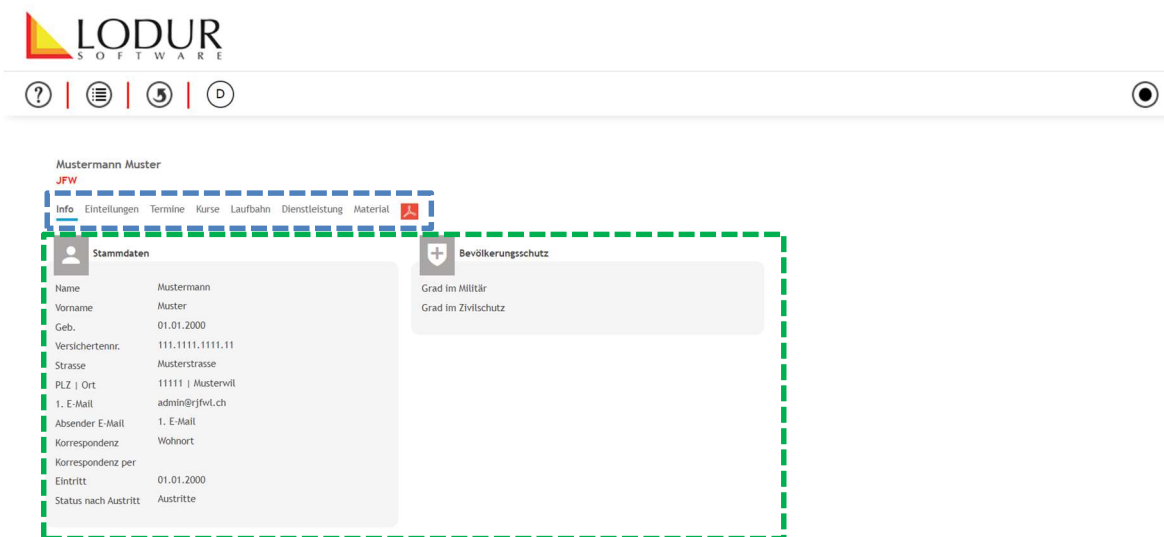 LODUR
SOFTWARE
? D
Mustermann Muster
JFW
Info Einteilungen Termine Kurse Laufbahn Dienstleistung Material
Stammdaten
Name Mustermann
Vorname Muster
Geb. 01.01.2000
Versichertennr. 111.1111.1111.11
Strasse Musterstrasse
PLZ | Ort 11111 | Musterwil
1. E-Mail admin@rjfwl.ch
Absender E-Mail 1. E-Mail
Korrespondenz Wohnort
Korrespondenz per
Eintritt 01.01.2000
Status nach Austritt Austritte
Bevölkerungsschutz
Grad im Militär
Grad im Zivilschutz